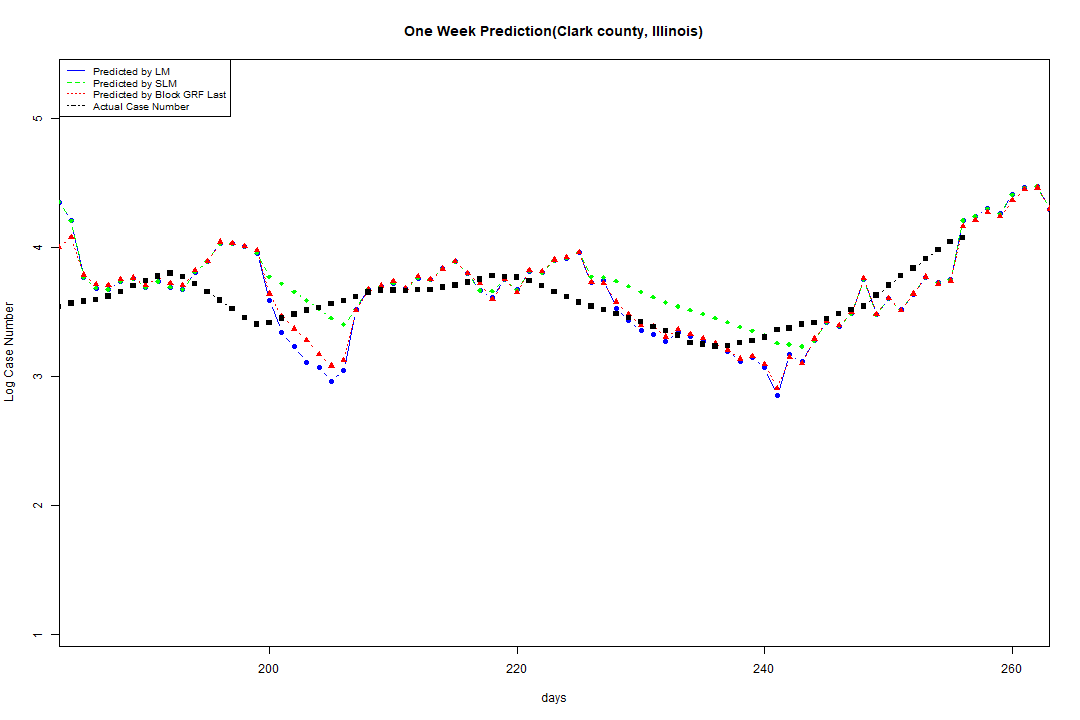 One Week Prediction(Clark county, Illinois)
Predicted by LM
Predicted by SLM
Predicted by Block GRF Last
Actual Case Number
5
4
3
2
1
Log Case Number
200 220 240 260
days